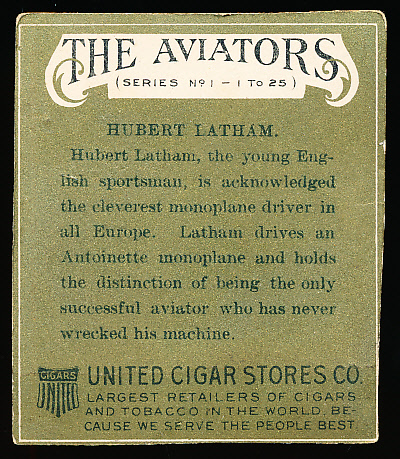 THE AVIATORS
(SERIES Nº 1 - 1 TO 25)
HUBERT LATHAM.
Hubert Latham, the young Eng-
lish sportsman, is acknowledged
the cleverest monoplane driver in
all Europe. Latham drives an
Antoinette monoplane and holds
the distinction of being the only
successful aviator who has never
wrecked his machine.
CIGARS
UNITED CIGAR STORES CO.
LARGEST RETAILERS OF CIGARS
AND TOBACCO IN THE WORLD, BE-
CAUSE WE SERVE THE PEOPLE BEST